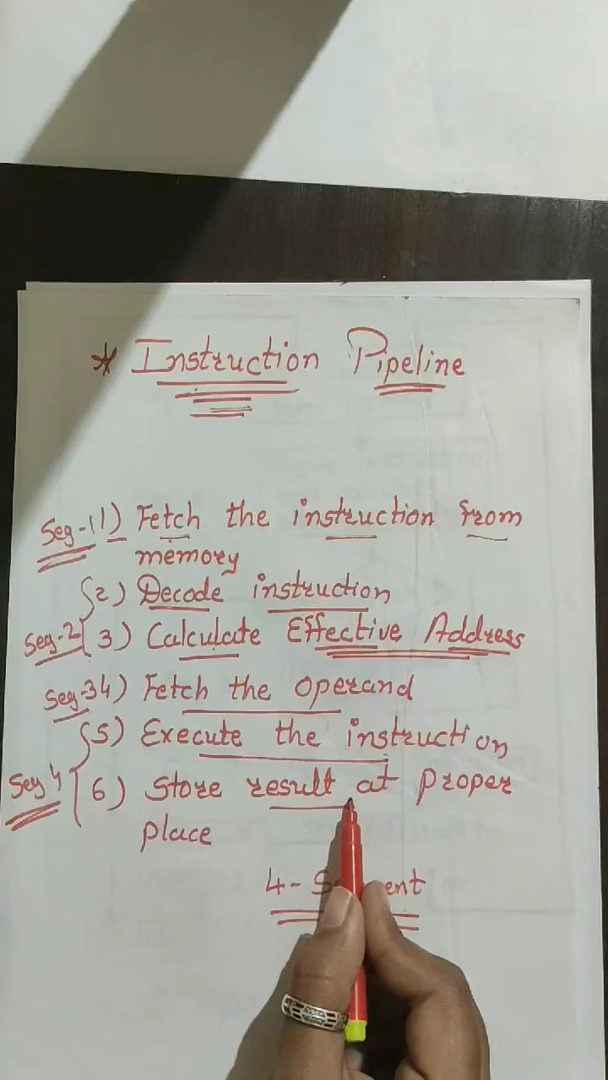 * Instruction Pipeline
Seg-1 1) Fetch the instruction from
memory
2) Decode instruction
Seg-2 3) Calculate Effective Address
Seg-3 4) Fetch the operand
5) Execute the instruction
Seg 4 6) Store result at proper
place
4-